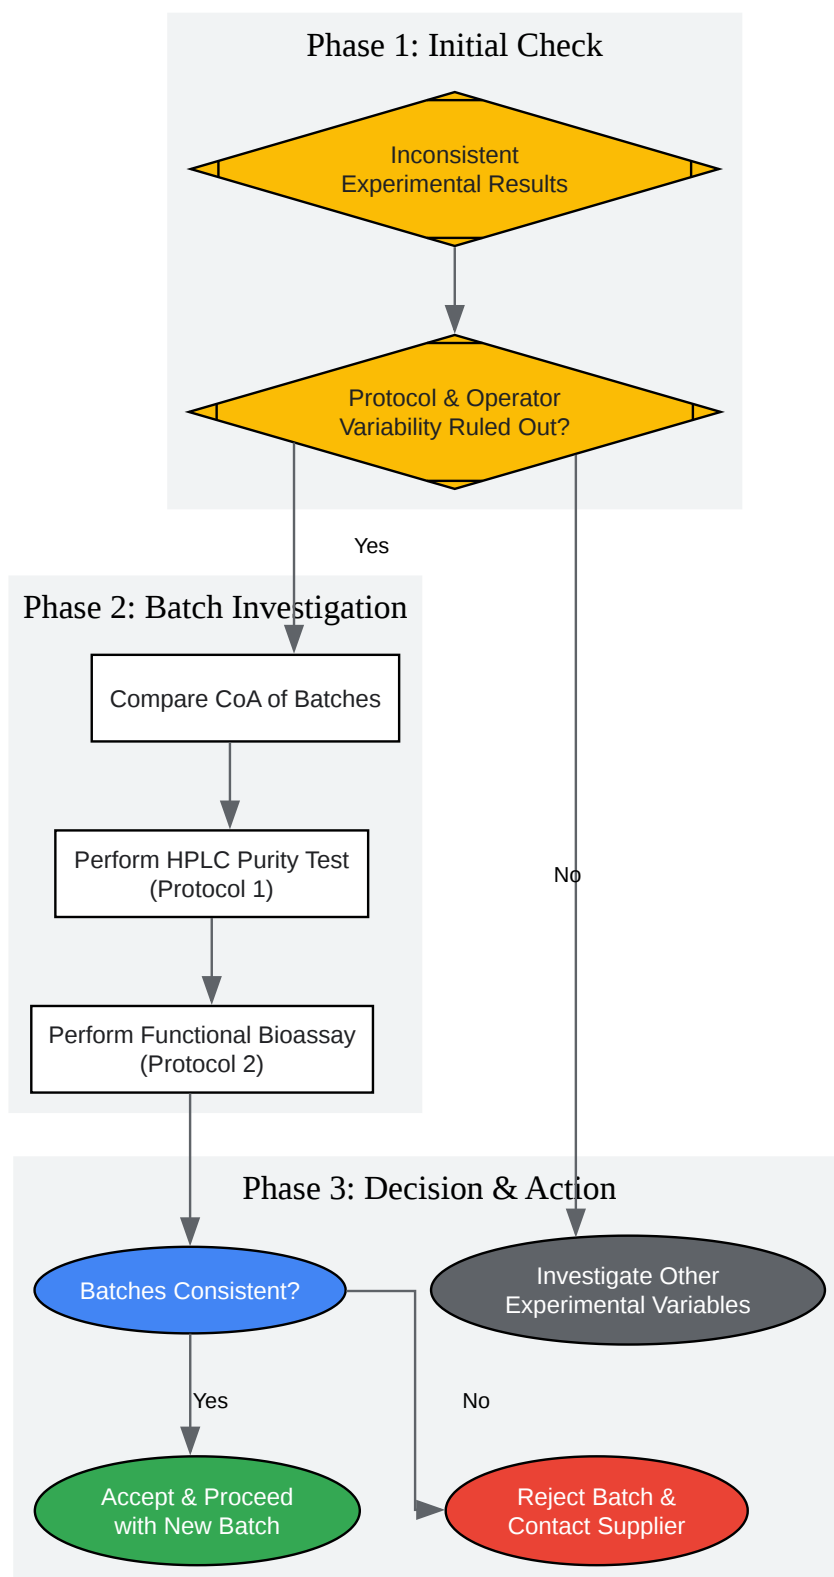 Phase 1: Initial Check
Inconsistent
Experimental Results
Protocol & Operator
Variability Ruled Out?
Yes
Phase 2: Batch Investigation
Compare CoA of Batches
Perform HPLC Purity Test
(Protocol 1)
No
Perform Functional Bioassay
(Protocol 2)
Phase 3: Decision & Action
Batches Consistent?
Investigate Other
Experimental Variables
Yes
No
Accept & Proceed
with New Batch
Reject Batch &
Contact Supplier